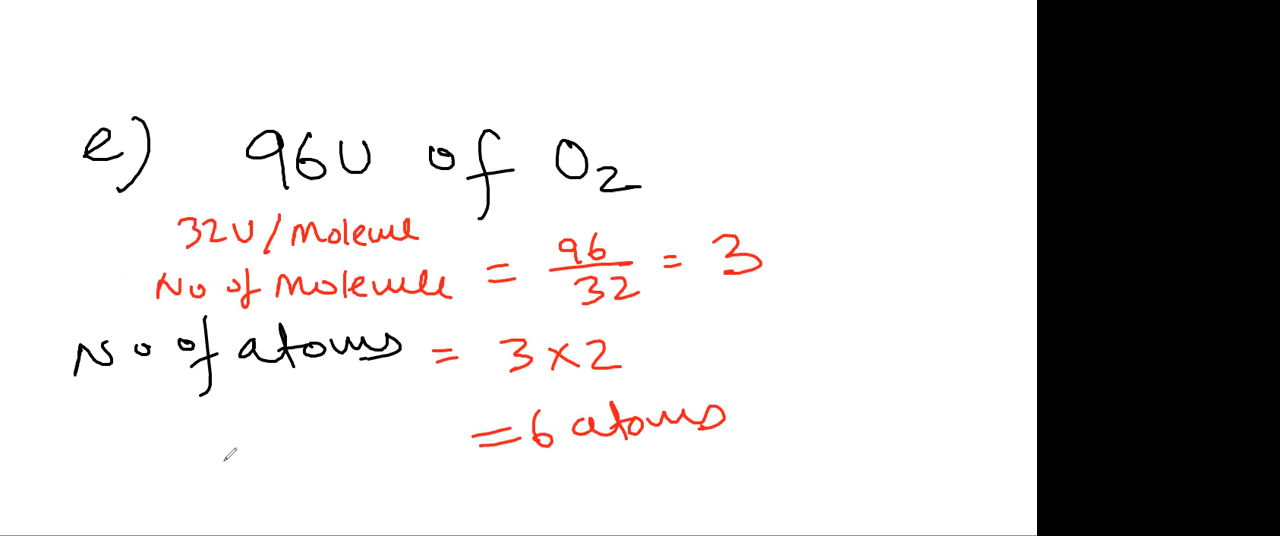 e) 96U of O2
32U/Molecule
No of Molecule = 96/32 = 3
No of atoms = 3 x 2
= 6 atoms